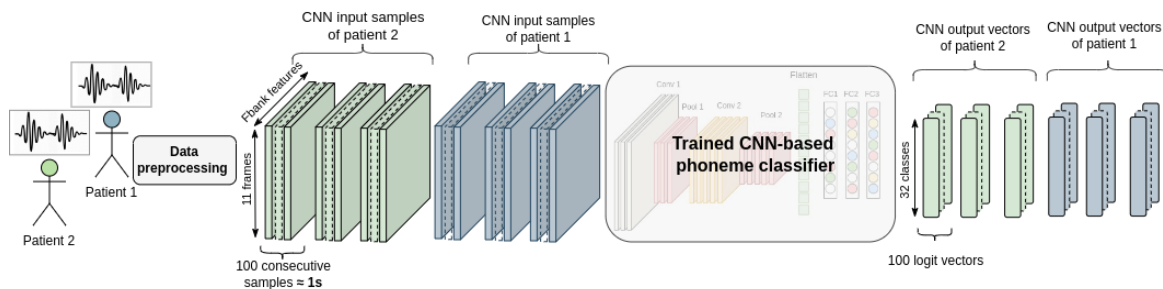 CNN input samples
of patient 2
CNN input samples
of patient 1
CNN output vectors
of patient 2
CNN output vectors
of patient 1
Fbank features
11 frames
Data
preprocessing
Patient 1
Patient 2
100 consecutive
samples ≈ 1s
Flatten
Conv 1
FC1
FC2
FC3
Pool 1
Conv 2
Pool 2
Trained CNN-based
phoneme classifier
32 classes
100 logit vectors